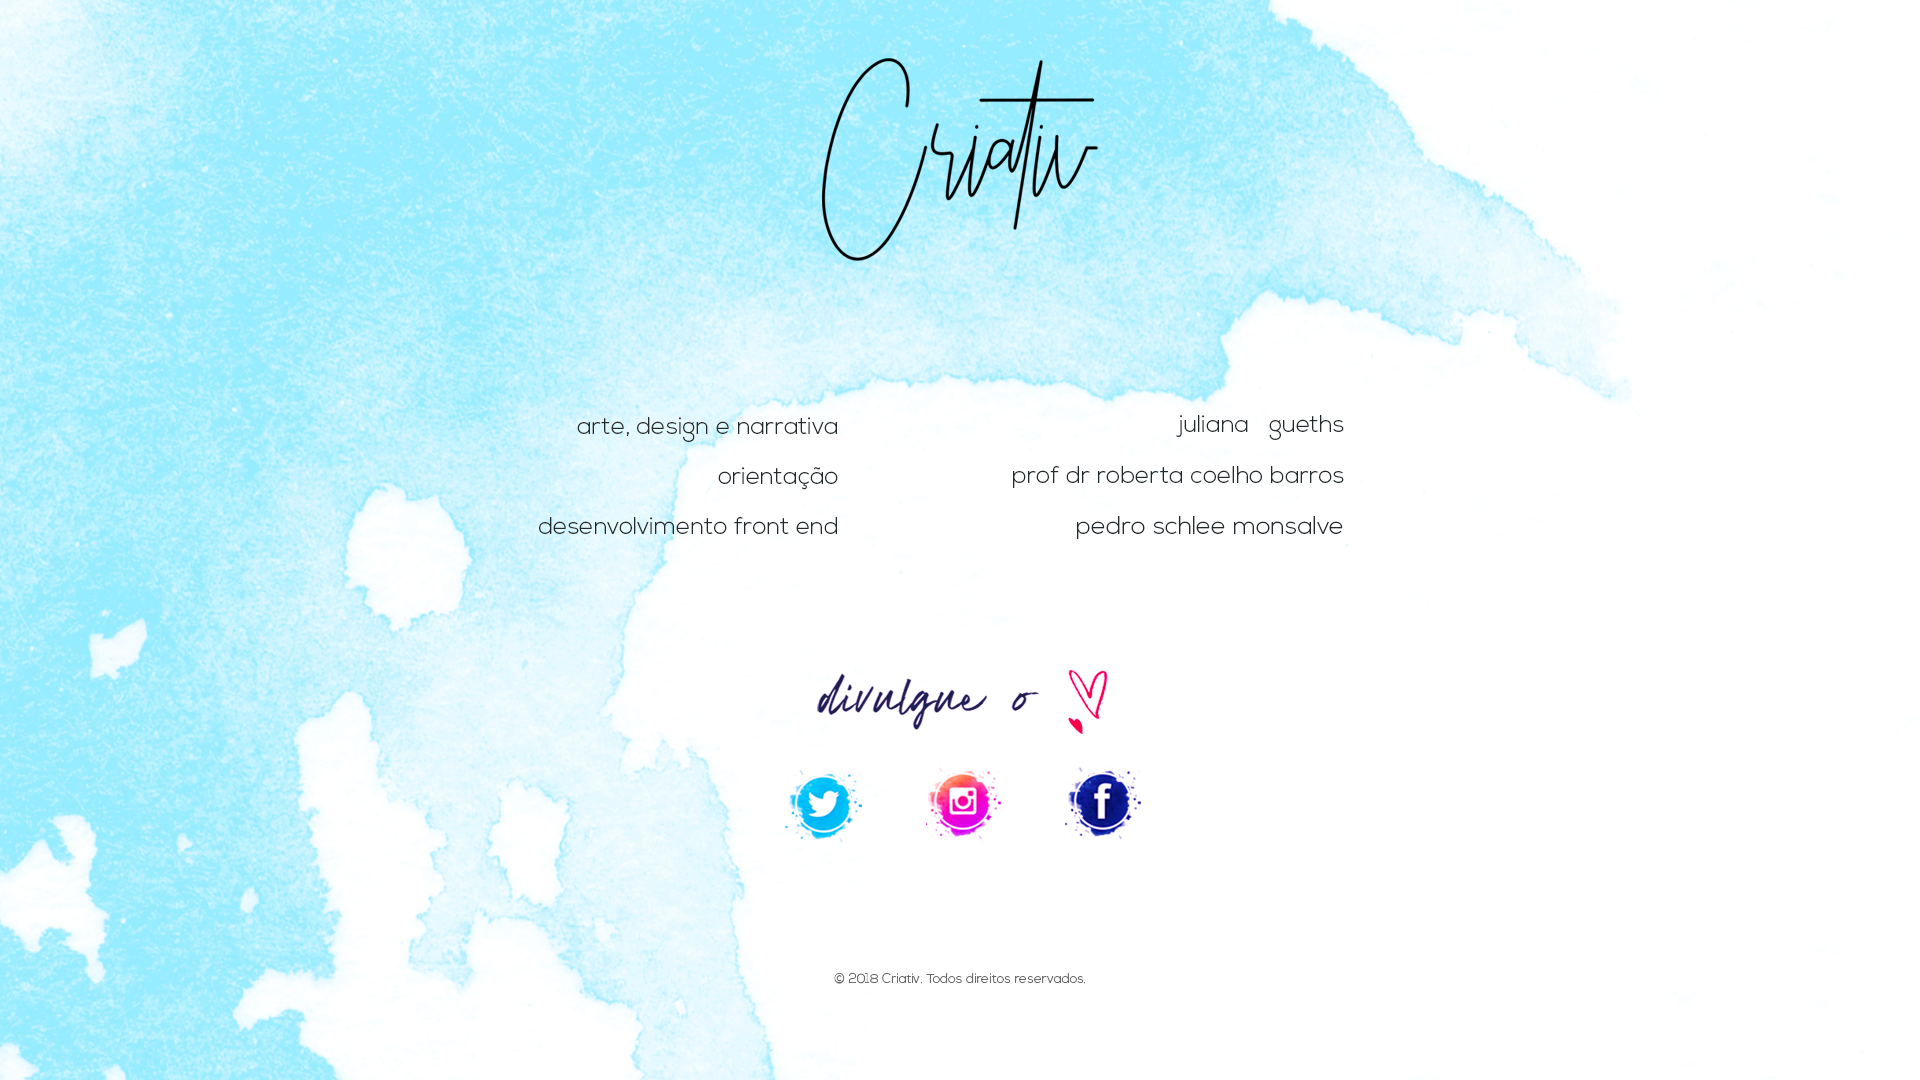 Criativ
arte, design e narrativa juliana gueths
orientação prof dr roberta coelho barros
desenvolvimento front end pedro schlee monsalve
divulgue o
© 2018 Criativ. Todos direitos reservados.